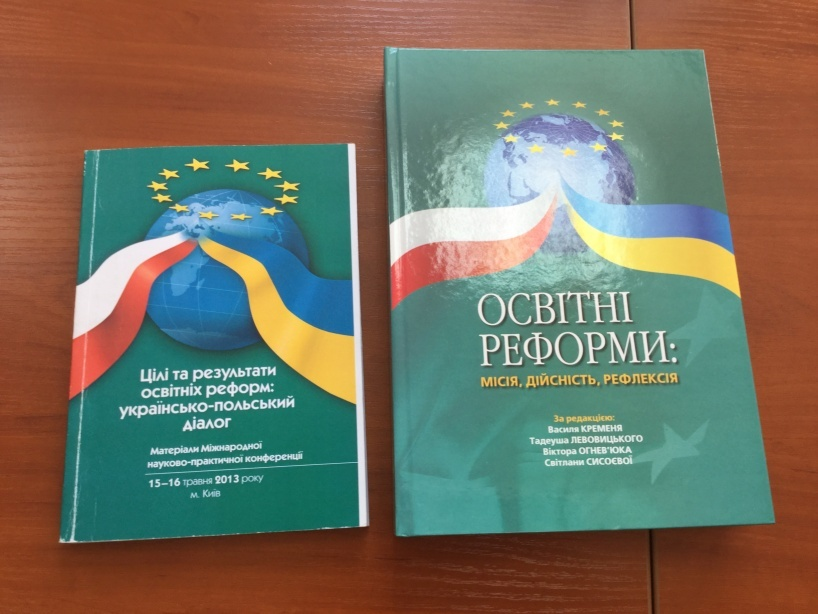 Цілі та результати
освітніх реформ:
українсько-польський
діалог
Матеріали Міжнародної
науково-практичної конференції
15–16 травня 2013 року
м. Київ
ОСВІТНІ
РЕФОРМИ:
МІСІЯ, ДІЙСНІСТЬ, РЕФЛЕКСІЯ
За редакцією:
Василя КРЕМЕНЯ
Тадеуша ЛЕВОВИЦЬКОГО
Віктора ОГНЕВ'ЮКА
Світлани СИСОЄВОЇ